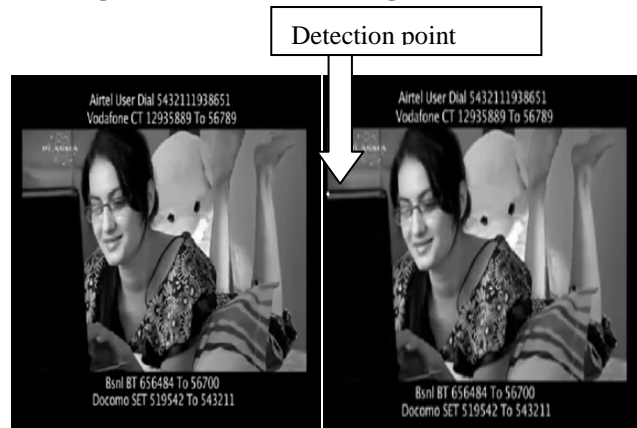 Detection point
Airtel User Dial 5432111938651
Vodafone CT 12935889 To 56789
PLASMA
Bsnl BT 656484 To 56700
Docomo SET 519542 To 543211
Airtel User Dial 5432111938651
Vodafone CT 12935889 To 56789
Bsnl BT 656484 To 56700
Docomo SET 519542 To 543211